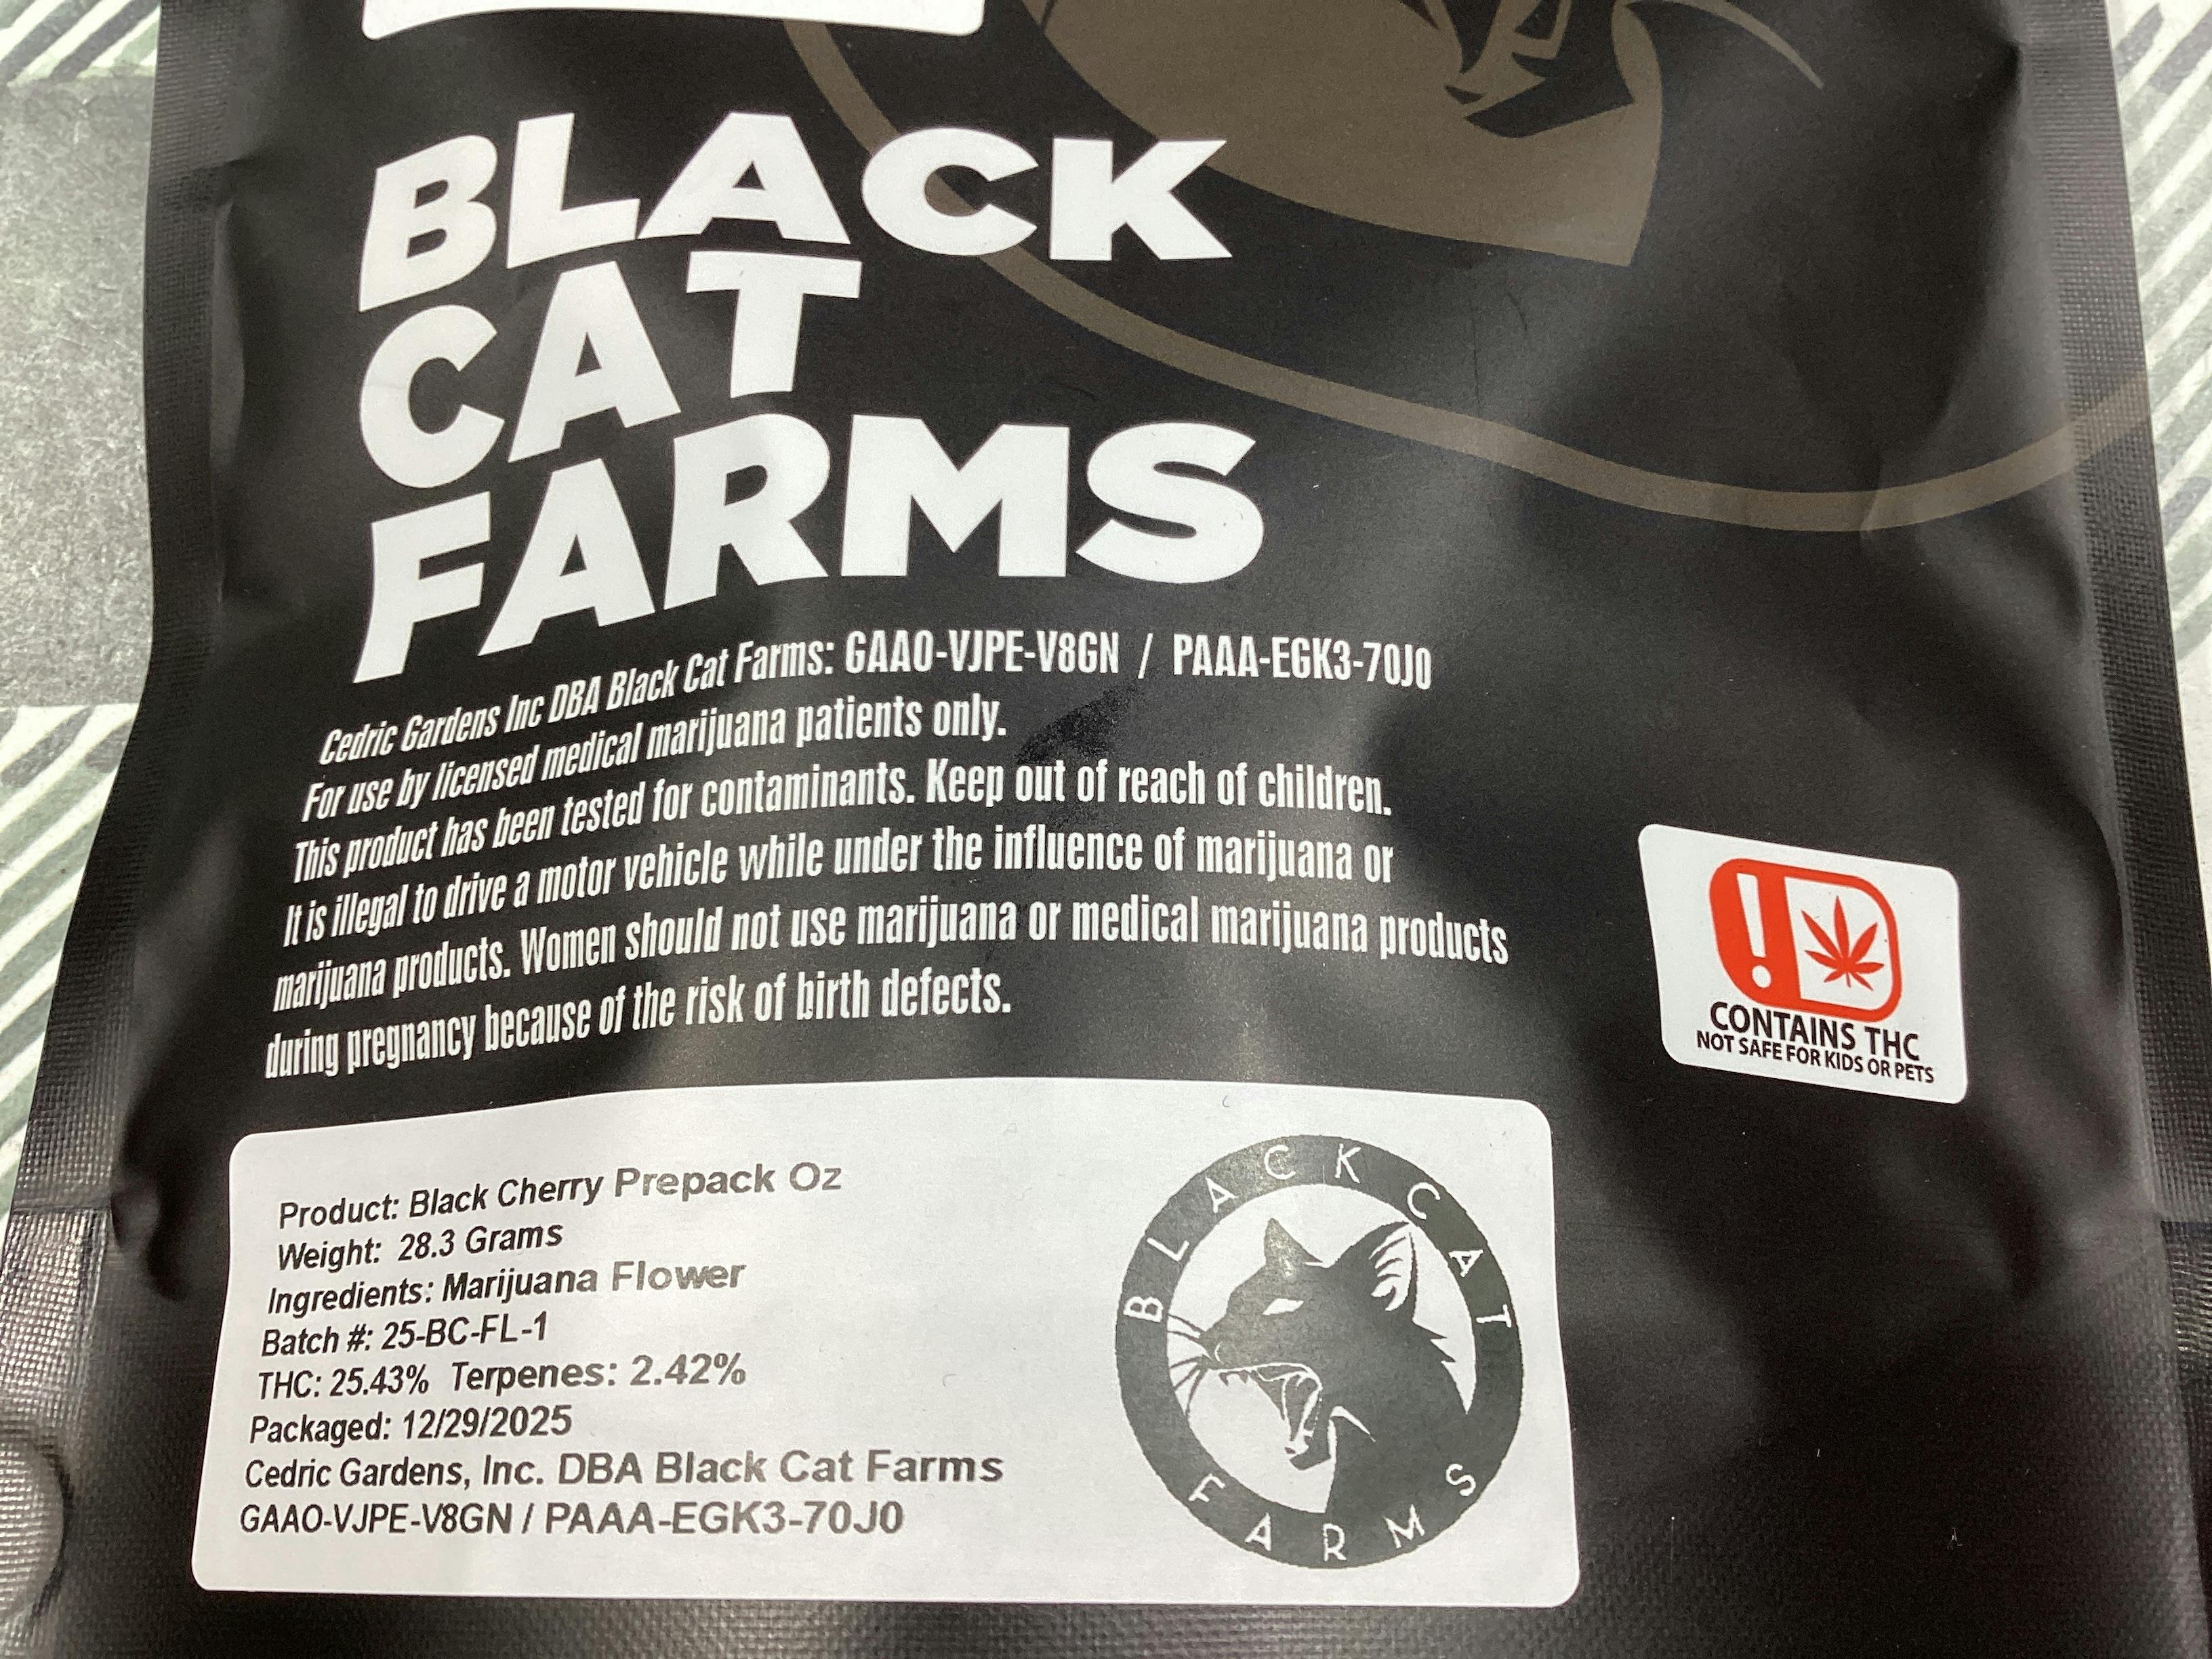 BLACK
CAT
FARMS
Cedric Gardens Inc DBA Black Cat Farms: GAAO-VJPE-V8GN / PAAA-EGK3-70J0
For use by licensed medical marijuana patients only.
This product has been tested for contaminants. Keep out of reach of children.
It is illegal to drive a motor vehicle while under the influence of marijuana or
marijuana products. Women should not use marijuana or medical marijuana products
during pregnancy because of the risk of birth defects.
!
CONTAINS THC
NOT SAFE FOR KIDS OR PETS
Product: Black Cherry Prepack Oz
Weight: 28.3 Grams
Ingredients: Marijuana Flower
Batch #: 25-BC-FL-1
THC: 25.43% Terpenes: 2.42%
Packaged: 12/29/2025
Cedric Gardens, Inc. DBA Black Cat Farms
GAAO-VJPE-V8GN / PAAA-EGK3-70J0
BLACK CAT
FARMS